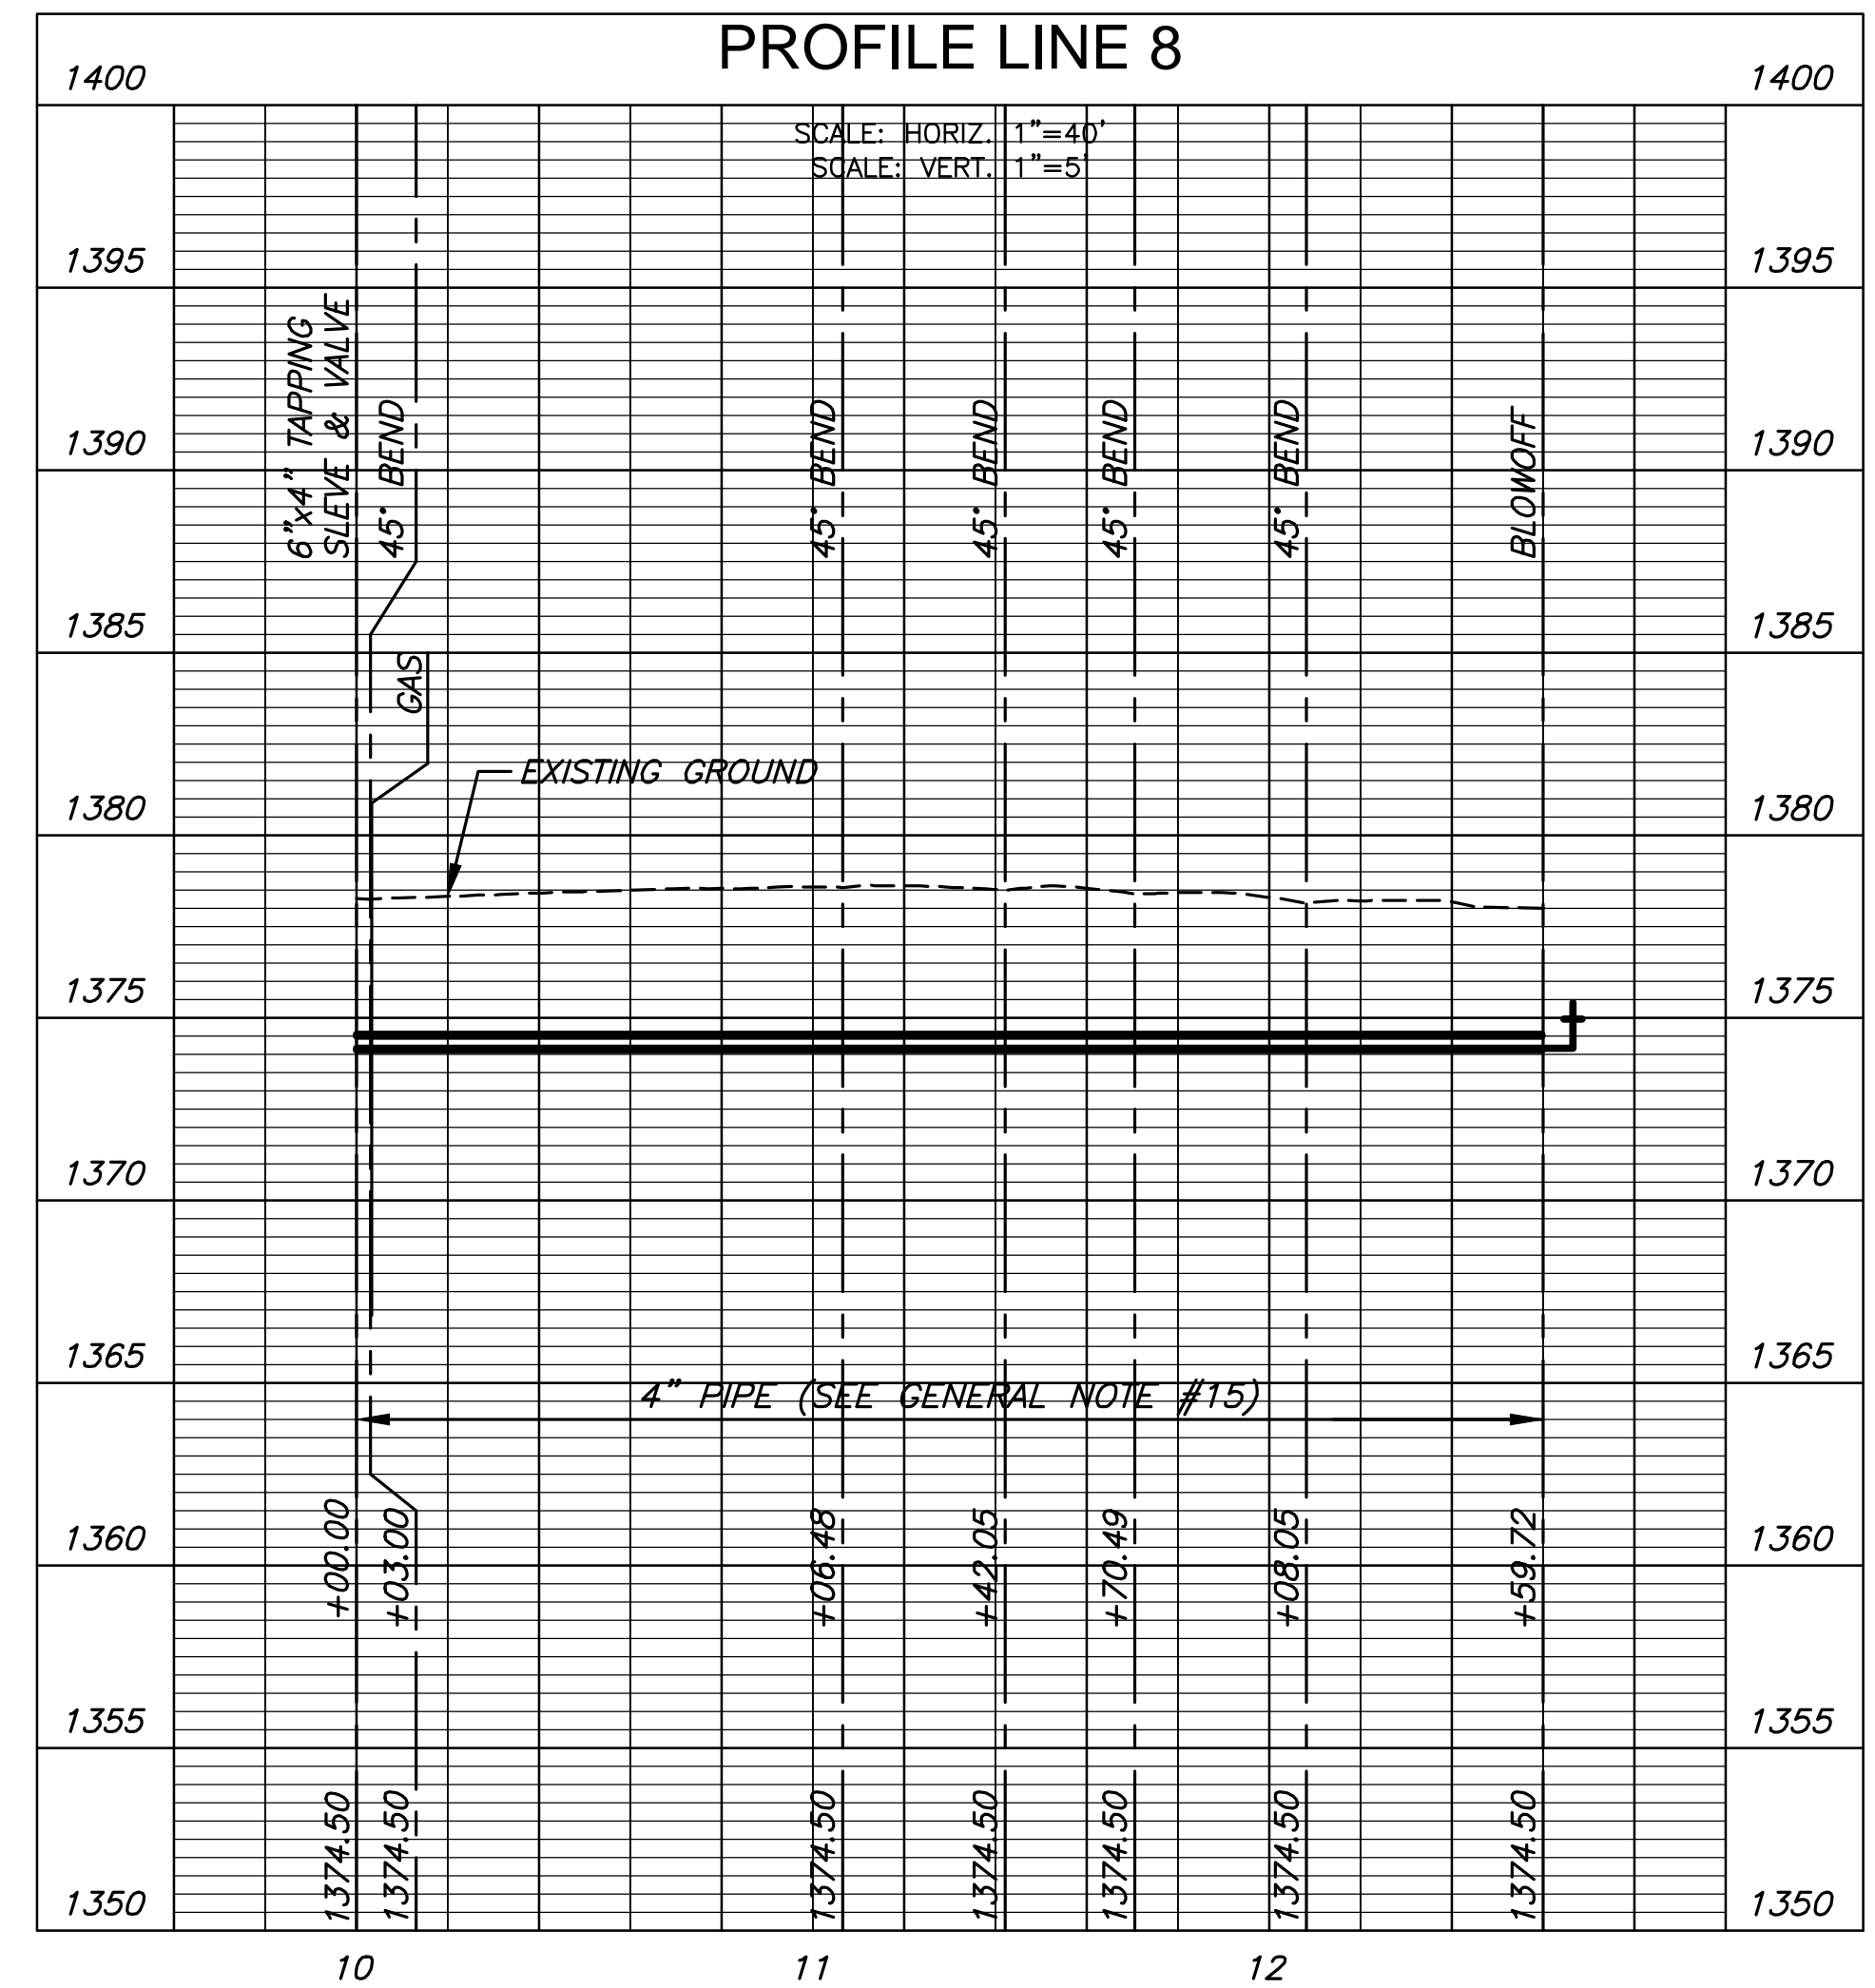 PROFILE LINE 8
1400
1400
SCALE: HORIZ. 1"=40'
SCALE: VERT. 1"=5'
1395
1395
6"x4" TAPPING
SLEVE & VALVE
45° BEND
45° BEND
45° BEND
45° BEND
45° BEND
BLOWOFF
1390
1390
1385
1385
GAS
EXISTING GROUND
1380
1380
1375
1375
1370
1370
1365
1365
4" PIPE (SEE GENERAL NOTE #15)
+00.00
+03.00
+06.48
+42.05
+70.49
+08.05
+59.72
1360
1360
1355
1355
1374.50
1374.50
1374.50
1374.50
1374.50
1374.50
1374.50
1350
1350
10
11
12